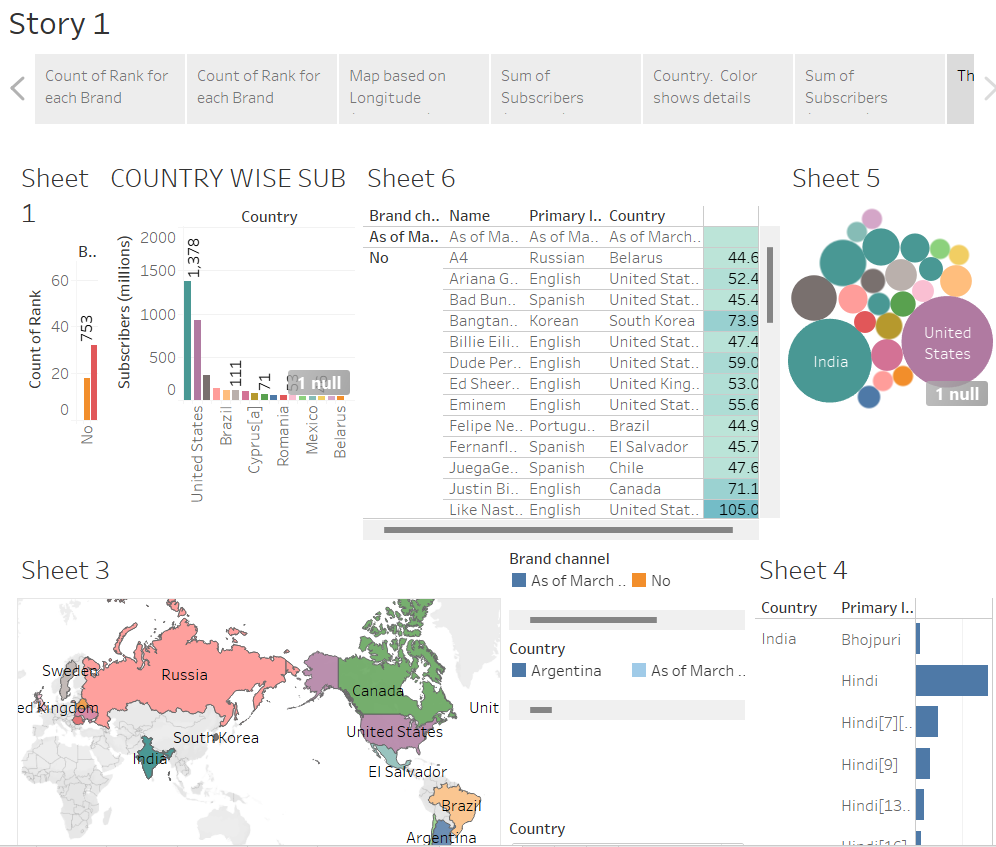 Story 1
Count of Rank for each Brand
Count of Rank for each Brand
Map based on Longitude
Sum of Subscribers
Country. Color shows details
Sum of Subscribers
Th
Sheet 1
B..
Count of Rank
60
40
20
0
753
No
COUNTRY WISE SUB
Country
Subscribers (millions)
2000
1500
1000
500
0
1,378
111
71
1 null
United States
Brazil
Cyprus[a]
Romania
Mexico
Belarus
Sheet 6
Brand ch.. Name Primary l.. Country
As of Ma.. As of Ma.. As of Ma.. As of March..
No A4 Russian Belarus 44.6
Ariana G.. English United Stat.. 52.4
Bad Bun.. Spanish United Stat.. 45.4
Bangtan.. Korean South Korea 73.9
Billie Eili.. English United Stat.. 47.4
Dude Per.. English United Stat.. 59.0
Ed Sheer.. English United King.. 53.0
Eminem English United Stat.. 55.6
Felipe Ne.. Portugu.. Brazil 44.9
Fernanfl.. Spanish El Salvador 45.7
JuegaGe.. Spanish Chile 47.6
Justin Bi.. English Canada 71.1
Like Nast.. English United Stat.. 105.0
Sheet 5
India
United States
1 null
Sheet 3
Sweden
Russia
Canada
ed Kingdom
Unit
South Korea
United States
India
El Salvador
Brazil
Argentina
Brand channel
As of March .. No
Country
Argentina As of March ..
Country
Sheet 4
Country Primary l..
India Bhojpuri
Hindi
Hindi[7][..
Hindi[9]
Hindi[13..